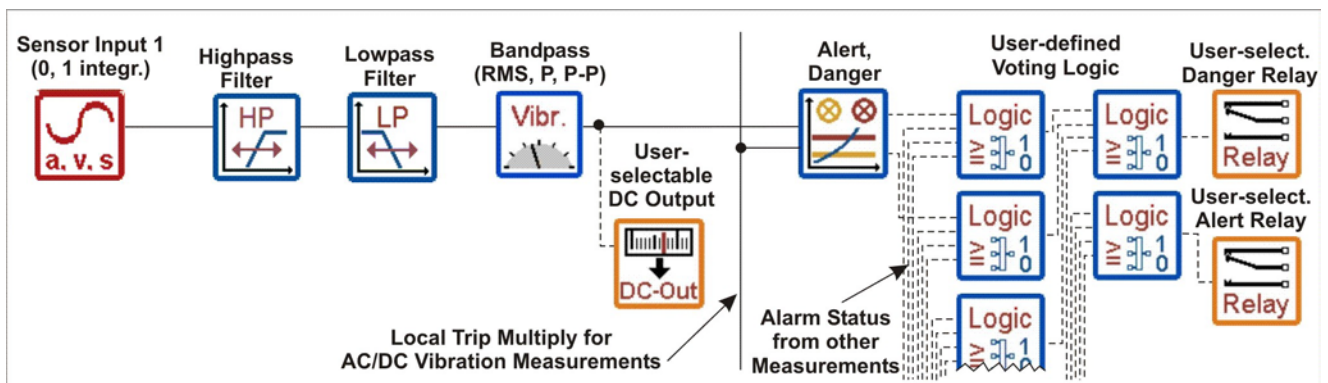 Sensor Input 1
(0, 1 integr.)
a, v, s
Highpass
Filter
HP
Lowpass
Filter
LP
Bandpass
(RMS, P, P-P)
Vibr.
User-
selectable
DC Output
DC-Out
Local Trip Multiply for
AC/DC Vibration Measurements
Alert,
Danger
User-defined
Voting Logic
Logic
≥ 1
0
Logic
≥ 1
0
Logic
≥ 1
0
Logic
≥ 1
0
Logic
≥ 1
0
Alarm Status
from other
Measurements
User-select.
Danger Relay
Relay
User-select.
Alert Relay
Relay